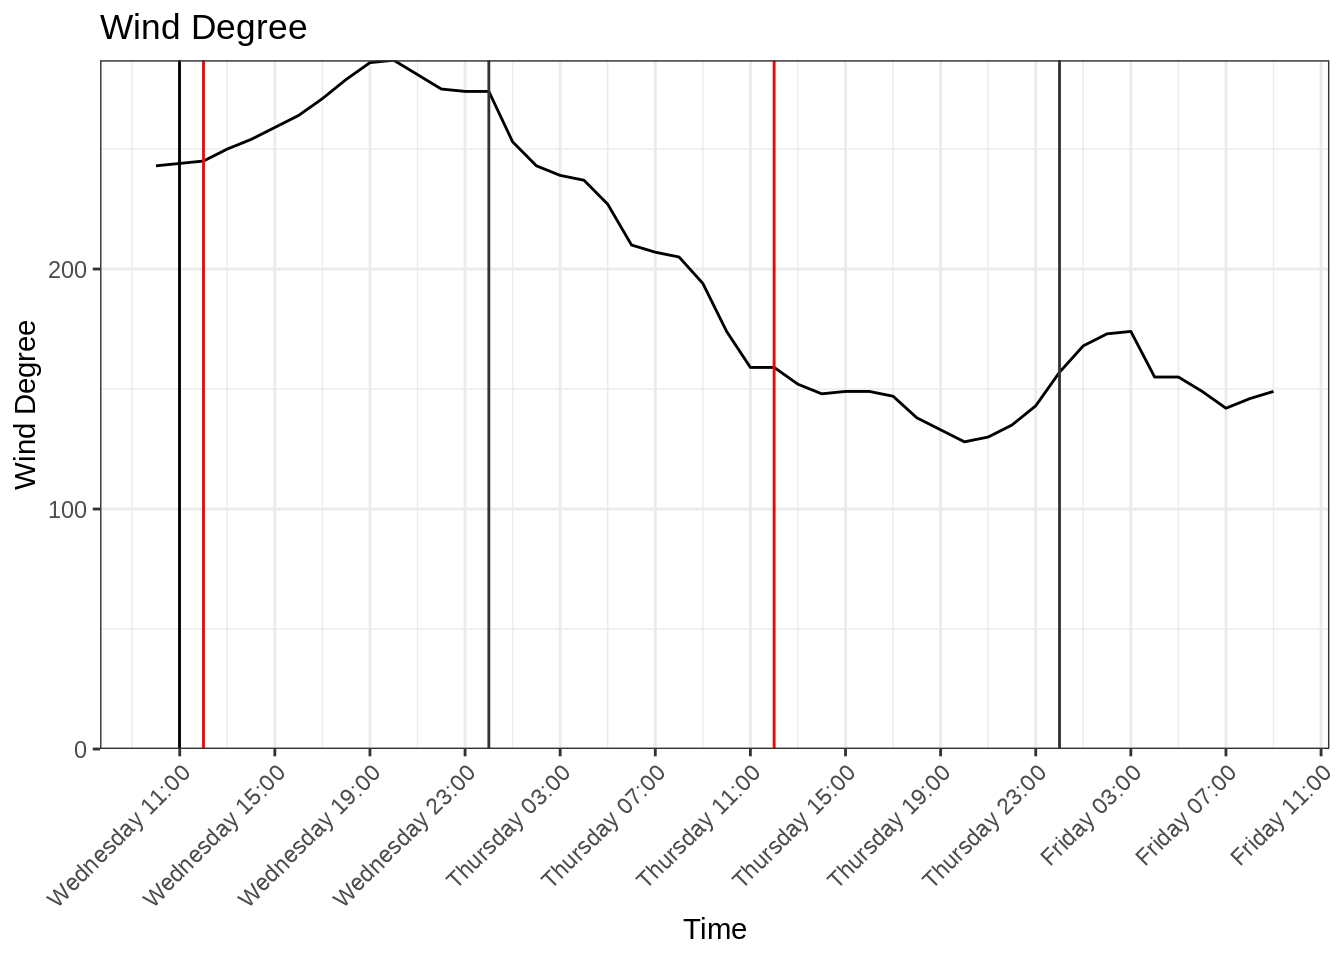 Wind Degree
Wind Degree
200
100
0
Wednesday 11:00
Wednesday 15:00
Wednesday 19:00
Wednesday 23:00
Thursday 03:00
Thursday 07:00
Thursday 11:00
Thursday 15:00
Thursday 19:00
Thursday 23:00
Friday 03:00
Friday 07:00
Friday 11:00
Time